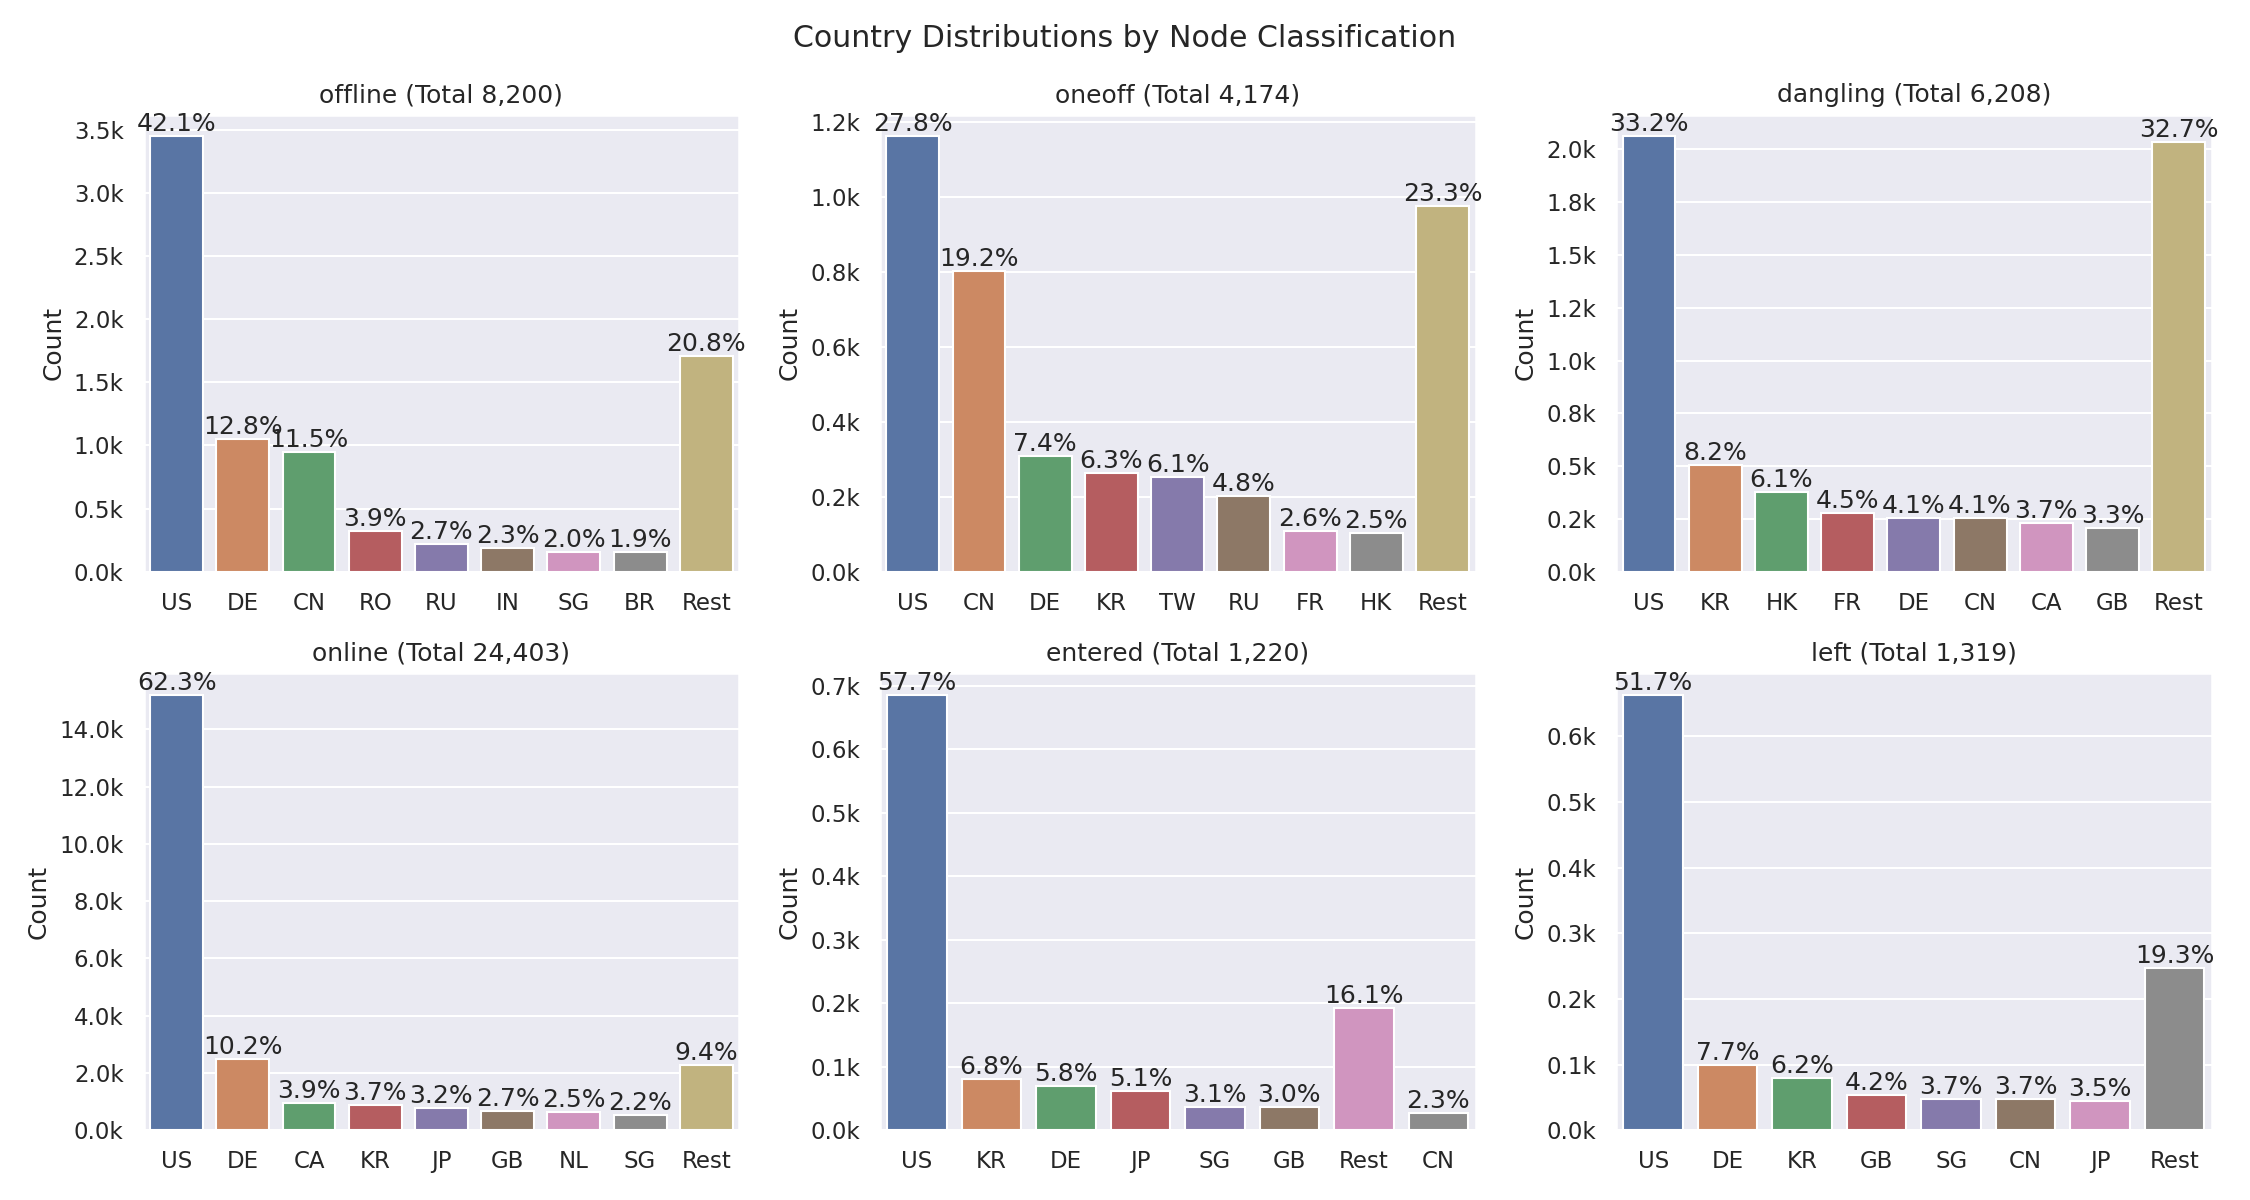 Country Distributions by Node Classification
offline (Total 8,200)
Count
3.5k
3.0k
2.5k
2.0k
1.5k
1.0k
0.5k
0.0k
42.1%
12.8%
11.5%
3.9%
2.7%
2.3%
2.0%
1.9%
20.8%
US DE CN RO RU IN SG BR Rest
oneoff (Total 4,174)
Count
1.2k
1.0k
0.8k
0.6k
0.4k
0.2k
0.0k
27.8%
19.2%
7.4%
6.3%
6.1%
4.8%
2.6%
2.5%
23.3%
US CN DE KR TW RU FR HK Rest
dangling (Total 6,208)
Count
2.0k
1.8k
1.5k
1.2k
1.0k
0.8k
0.5k
0.2k
0.0k
33.2%
8.2%
6.1%
4.5%
4.1%
4.1%
3.7%
3.3%
32.7%
US KR HK FR DE CN CA GB Rest
online (Total 24,403)
Count
14.0k
12.0k
10.0k
8.0k
6.0k
4.0k
2.0k
0.0k
62.3%
10.2%
3.9%
3.7%
3.2%
2.7%
2.5%
2.2%
9.4%
US DE CA KR JP GB NL SG Rest
entered (Total 1,220)
Count
0.7k
0.6k
0.5k
0.4k
0.3k
0.2k
0.1k
0.0k
57.7%
6.8%
5.8%
5.1%
3.1%
3.0%
16.1%
2.3%
US KR DE JP SG GB Rest CN
left (Total 1,319)
Count
0.6k
0.5k
0.4k
0.3k
0.2k
0.1k
0.0k
51.7%
7.7%
6.2%
4.2%
3.7%
3.7%
3.5%
19.3%
US DE KR GB SG CN JP Rest